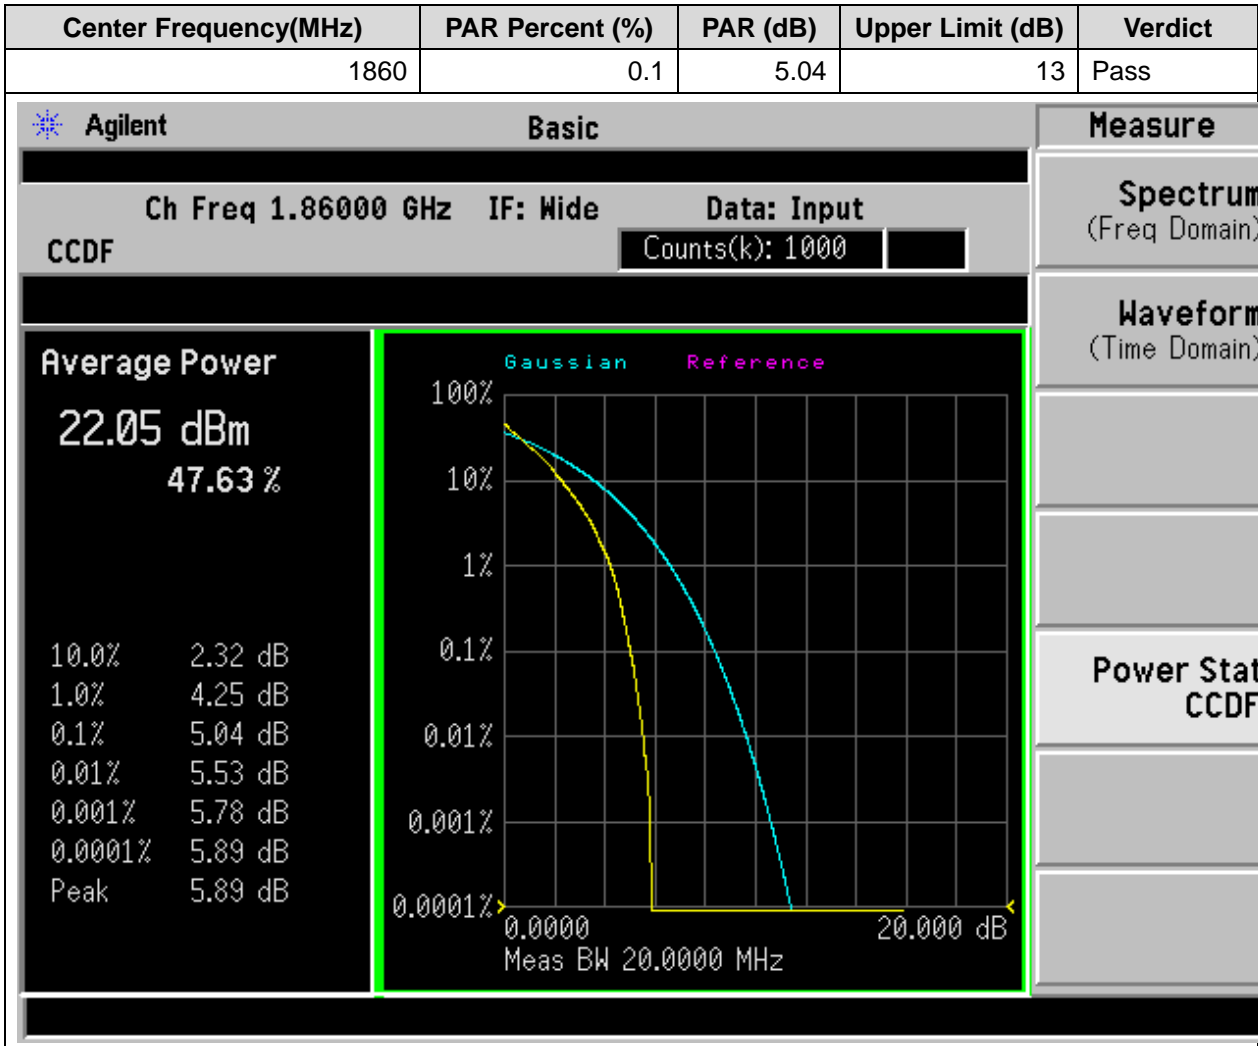 Center Frequency(MHz) PAR Percent (%) PAR (dB) Upper Limit (dB) Verdict
1860 0.1 5.04 13 Pass
Agilent Basic Measure
Ch Freq 1.86000 GHz IF: Wide Data: Input
CCDF Counts(k): 1000
Spectrum
(Freq Domain)
Waveform
(Time Domain)
Power Stat
CCDF
Average Power
22.05 dBm
47.63 %
10.0% 2.32 dB
1.0% 4.25 dB
0.1% 5.04 dB
0.01% 5.53 dB
0.001% 5.78 dB
0.0001% 5.89 dB
Peak 5.89 dB
Gaussian Reference
100%
10%
1%
0.1%
0.01%
0.001%
0.0001%
0.0000 20.000 dB
Meas BW 20.0000 MHz